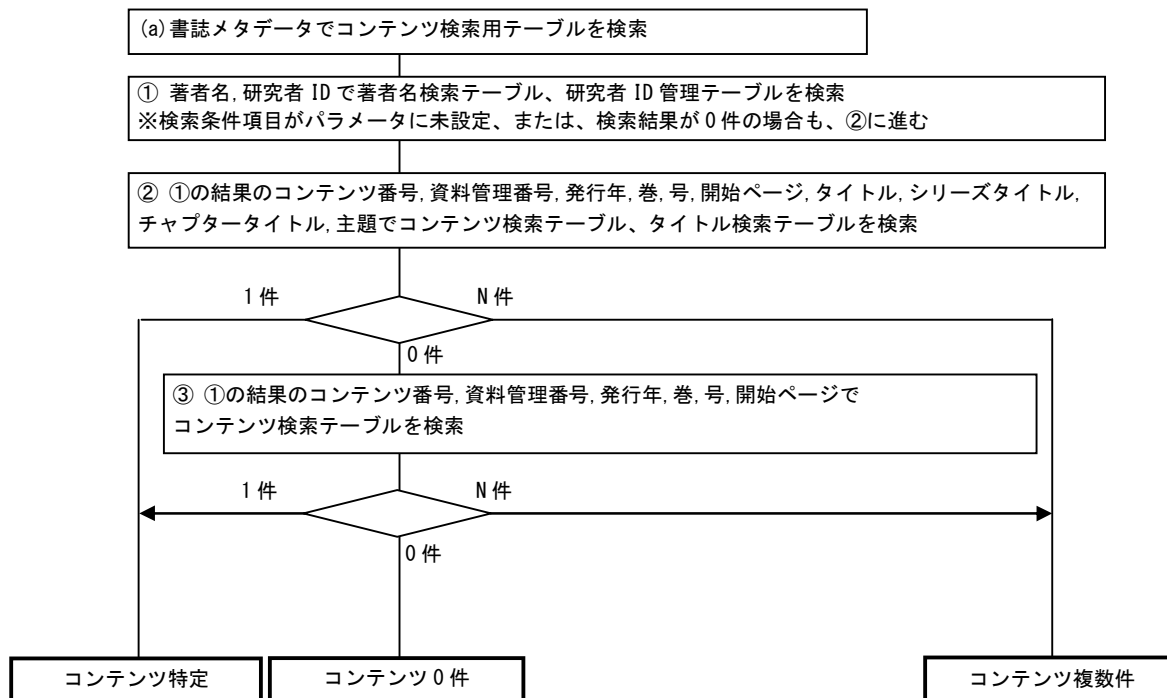 (a)書誌メタデータでコンテンツ検索用テーブルを検索
① 著者名,研究者 ID で著者名検索テーブル、研究者 ID 管理テーブルを検索
※検索条件項目がパラメータに未設定、または、検索結果が 0 件の場合も、②に進む
② ①の結果のコンテンツ番号,資料管理番号,発行年,巻,号,開始ページ,タイトル,シリーズタイトル,
チャプタータイトル,主題でコンテンツ検索テーブル、タイトル検索テーブルを検索
1 件
N 件
0 件
③ ①の結果のコンテンツ番号,資料管理番号,発行年,巻,号,開始ページで
コンテンツ検索テーブルを検索
1 件
N 件
0 件
コンテンツ特定
コンテンツ 0 件
コンテンツ複数件